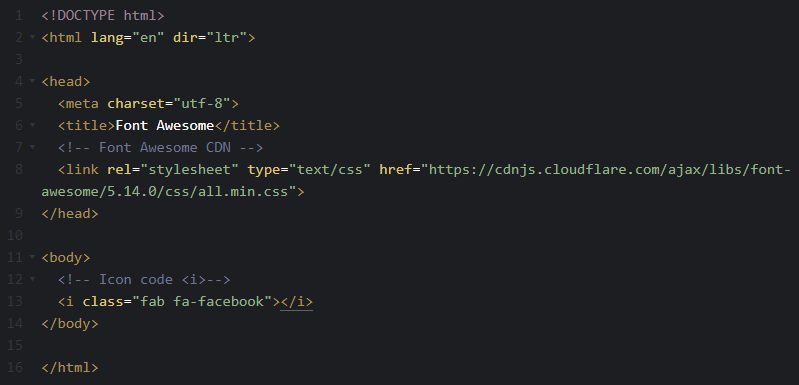 1 <!DOCTYPE html>
2 <html lang="en" dir="ltr">
3
4 <head>
5   <meta charset="utf-8">
6   <title>Font Awesome</title>
7   <!-- Font Awesome CDN -->
8   <link rel="stylesheet" type="text/css" href="https://cdnjs.cloudflare.com/ajax/libs/font-
awesome/5.14.0/css/all.min.css">
9 </head>
10
11 <body>
12   <!-- Icon code <i>-->
13   <i class="fab fa-facebook"></i>
14 </body>
15
16 </html>